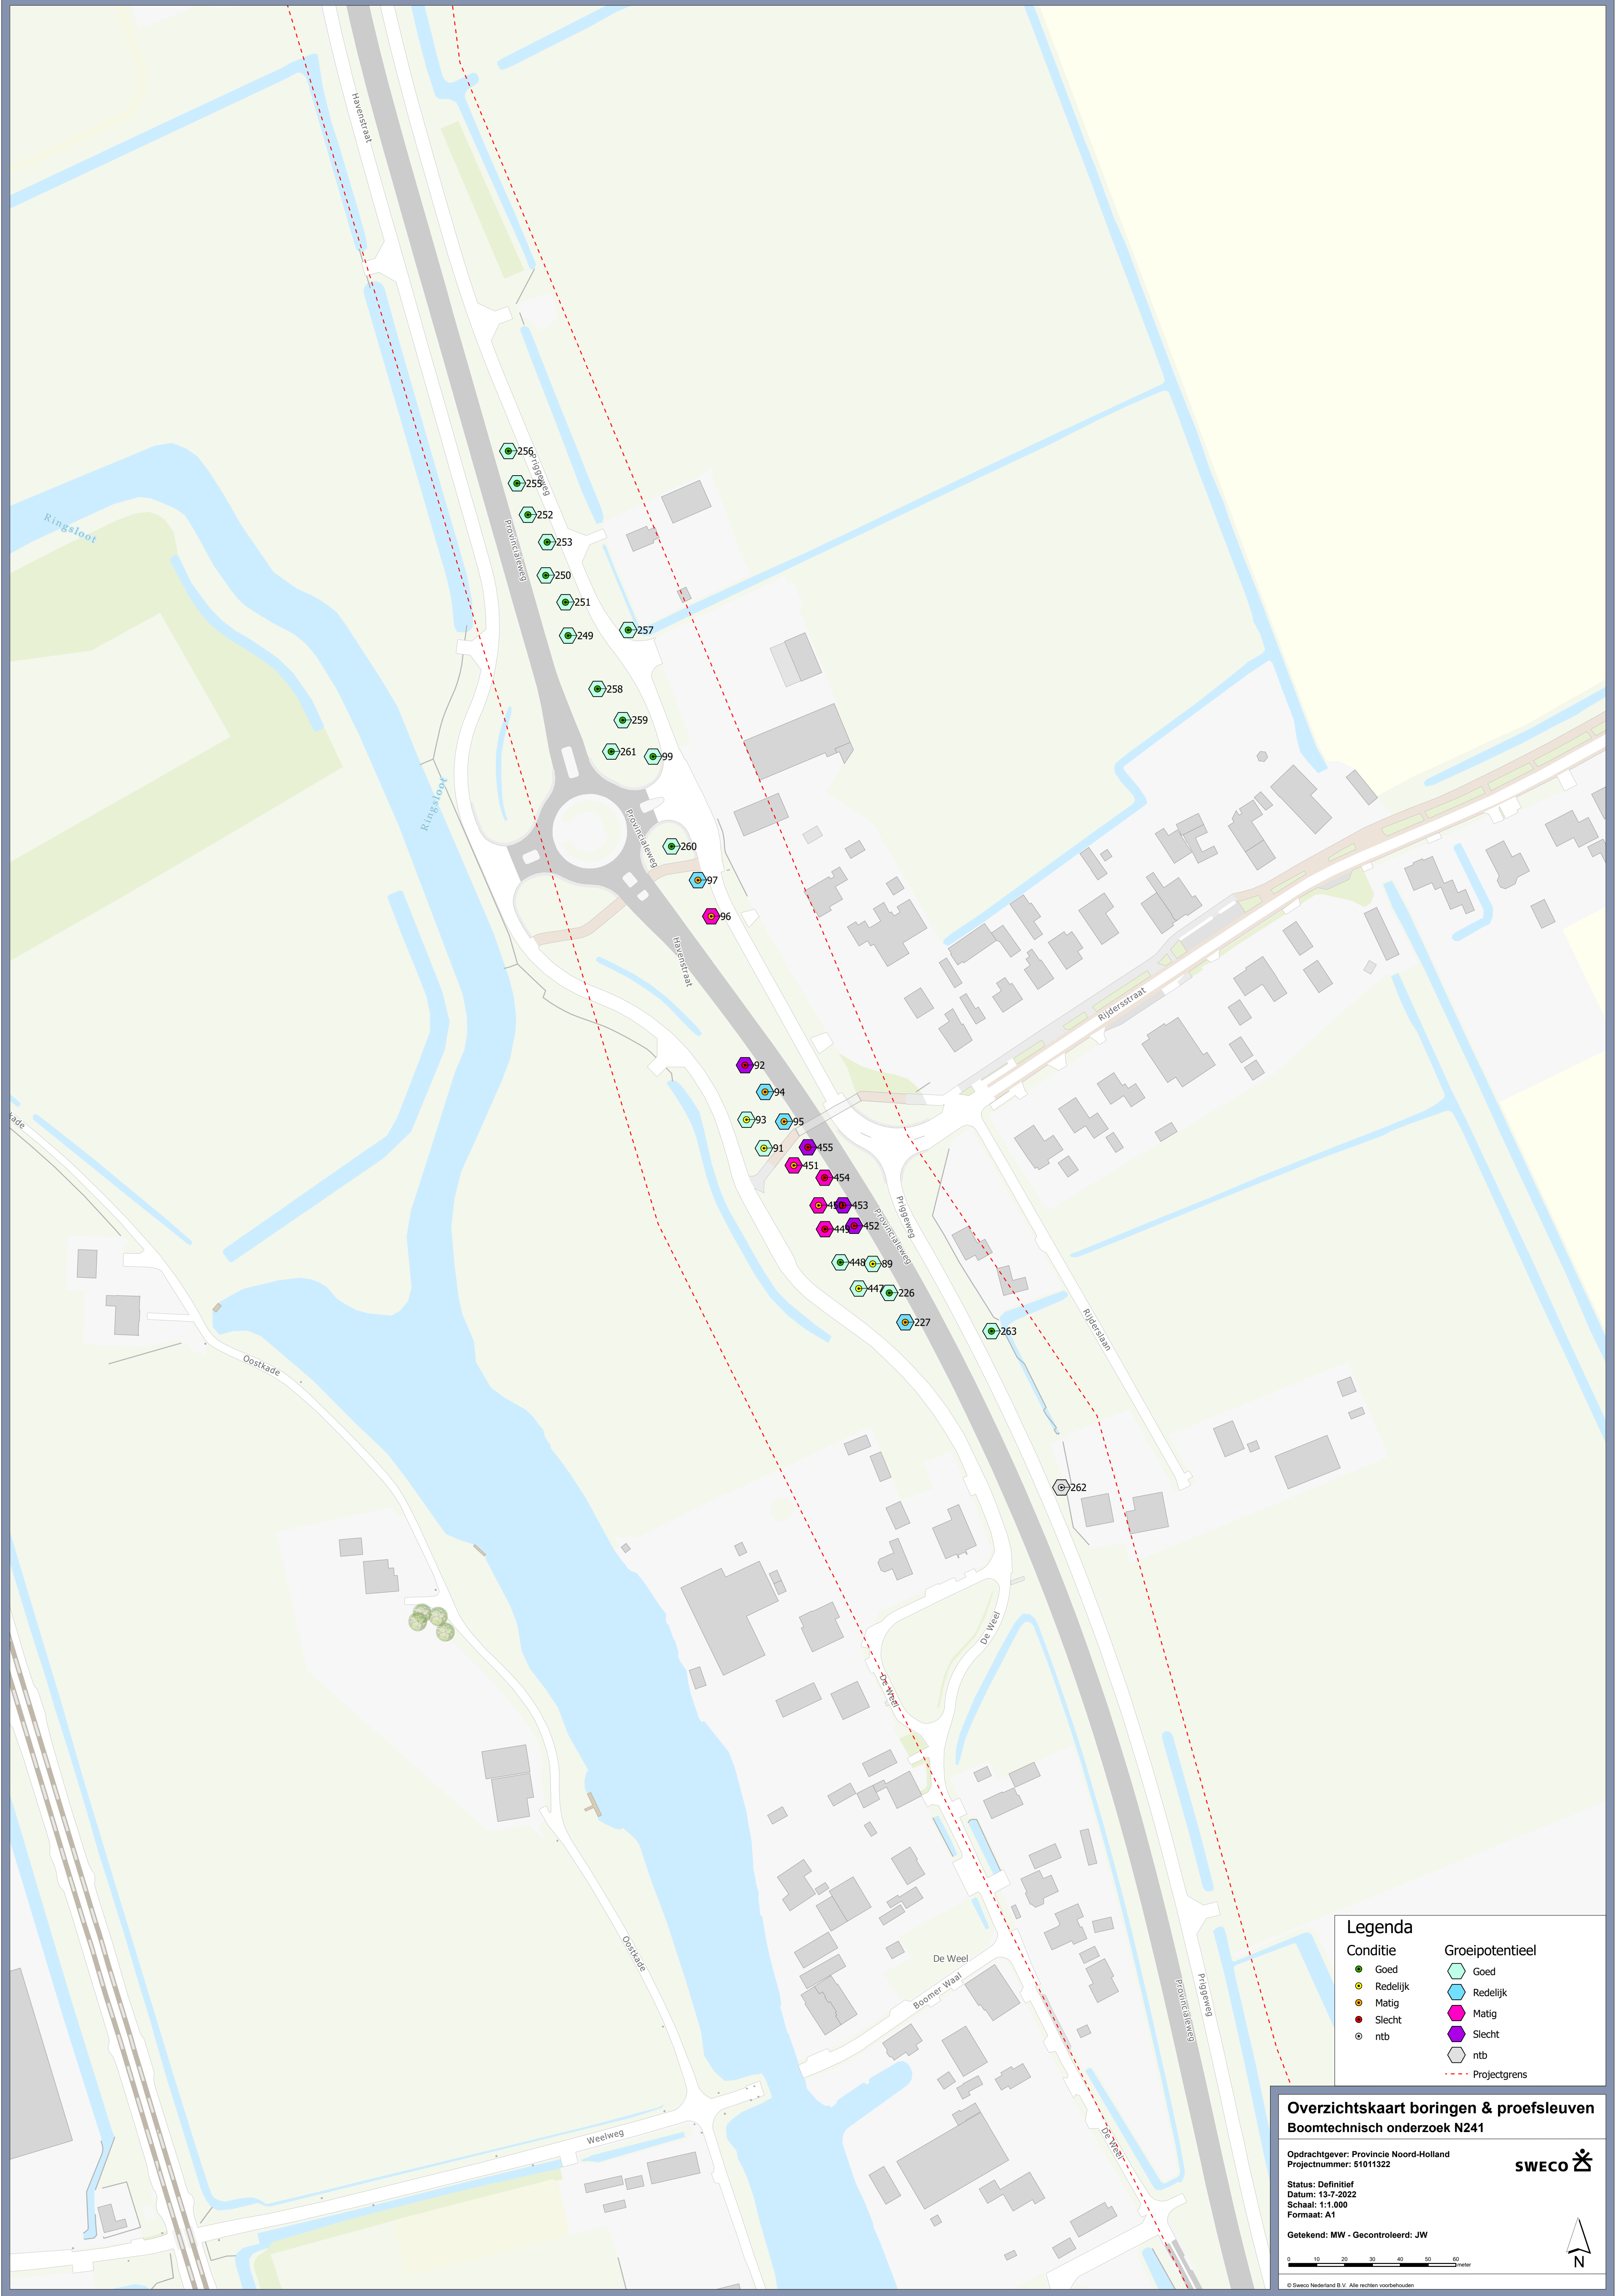 Havenstraat
256
Priggeweg
255
Ringsloot
252
Provincialeweg
253
250
251
249
257
258
259
261
99
Ringsloot
Provincialeweg
260
97
96
Havenstraat
Rijdersstraat
92
94
93
95
kade
91
455
451
454
450
453
449
452
Priggeweg
Provincialeweg
448
89
447
226
227
263
Rijderslaan
Oostkade
262
De Weel
De Weel
Oostkade
De Weel
Boomer Waal
Provincialeweg
Priggeweg
Weelweg
De Weel
Legenda
Conditie
Goed
Redelijk
Matig
Slecht
ntb
Groeipotentieel
Goed
Redelijk
Matig
Slecht
ntb
Projectgrens
Overzichtskaart boringen & proefsleuven
Boomtechnisch onderzoek N241
Opdrachtgever: Provincie Noord-Holland
Projectnummer: 51011322
SWECO
Status: Definitief
Datum: 13-7-2022
Schaal: 1:1.000
Formaat: A1
Getekend: MW - Gecontroleerd: JW
0 10 20 30 40 50 60
meter
N
© Sweco Nederland B.V. Alle rechten voorbehouden